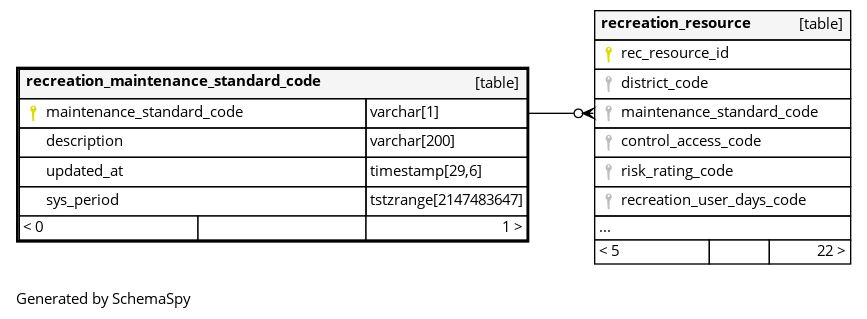 recreation_maintenance_standard_code [table]
maintenance_standard_code varchar[1]
description varchar[200]
updated_at timestamp[29,6]
sys_period tstzrange[2147483647]
< 0 1 >
recreation_resource [table]
rec_resource_id
district_code
maintenance_standard_code
control_access_code
risk_rating_code
recreation_user_days_code
...
< 5 22 >
Generated by SchemaSpy